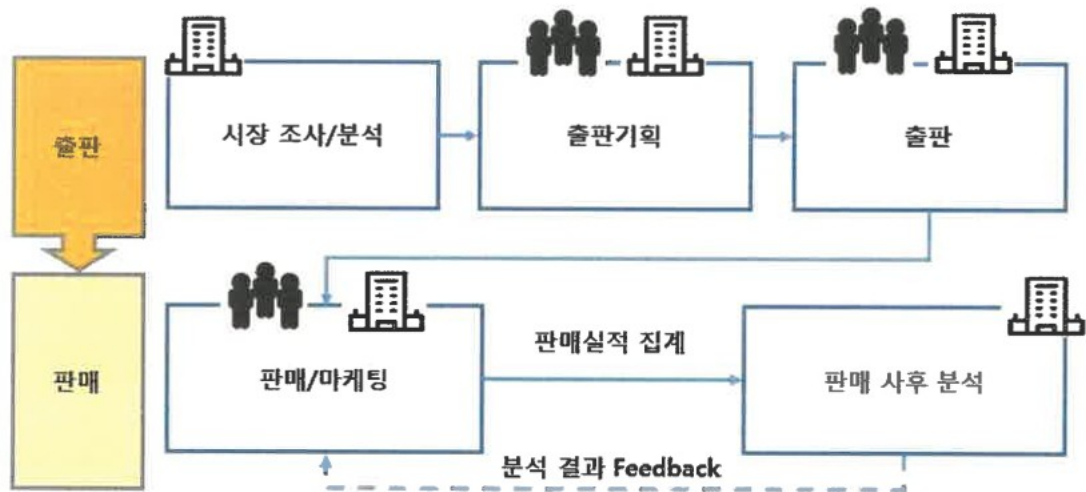 출판
시장 조사/분석
출판기획
출판
판매
판매/마케팅
판매실적 집계
판매 사후 분석
분석 결과 Feedback